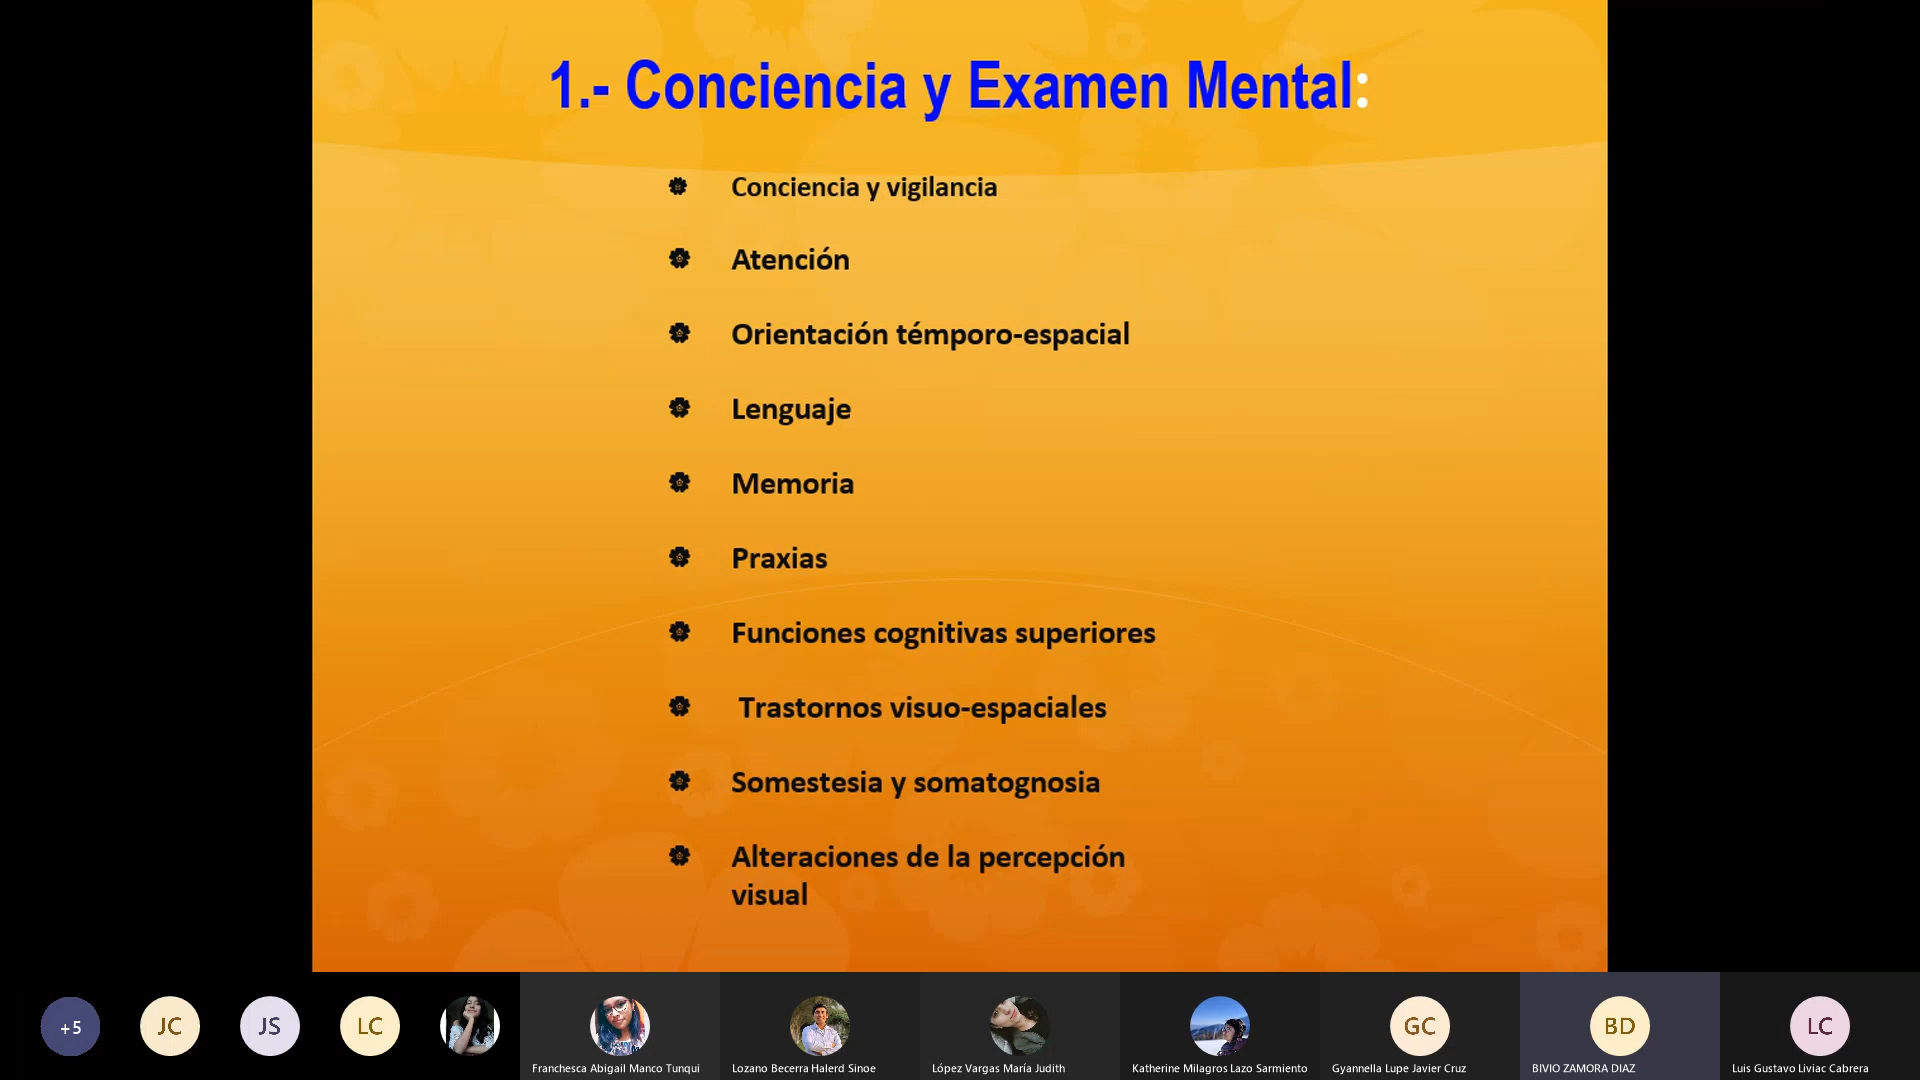 1.- Conciencia y Examen Mental:
Conciencia y vigilancia
Atención
Orientación témporo-espacial
Lenguaje
Memoria
Praxias
Funciones cognitivas superiores
Trastornos visuo-espaciales
Somestesia y somatognosia
Alteraciones de la percepción
visual
+5
JC
JS
LC
GC
BD
LC
Franchesca Abigail Manco Tunqui
Lozano Becerra Halerd Sinoe
López Vargas María Judith
Katherine Milagros Lazo Sarmiento
Gyannella Lupe Javier Cruz
BIVIO ZAMORA DIAZ
Luis Gustavo Liviac Cabrera